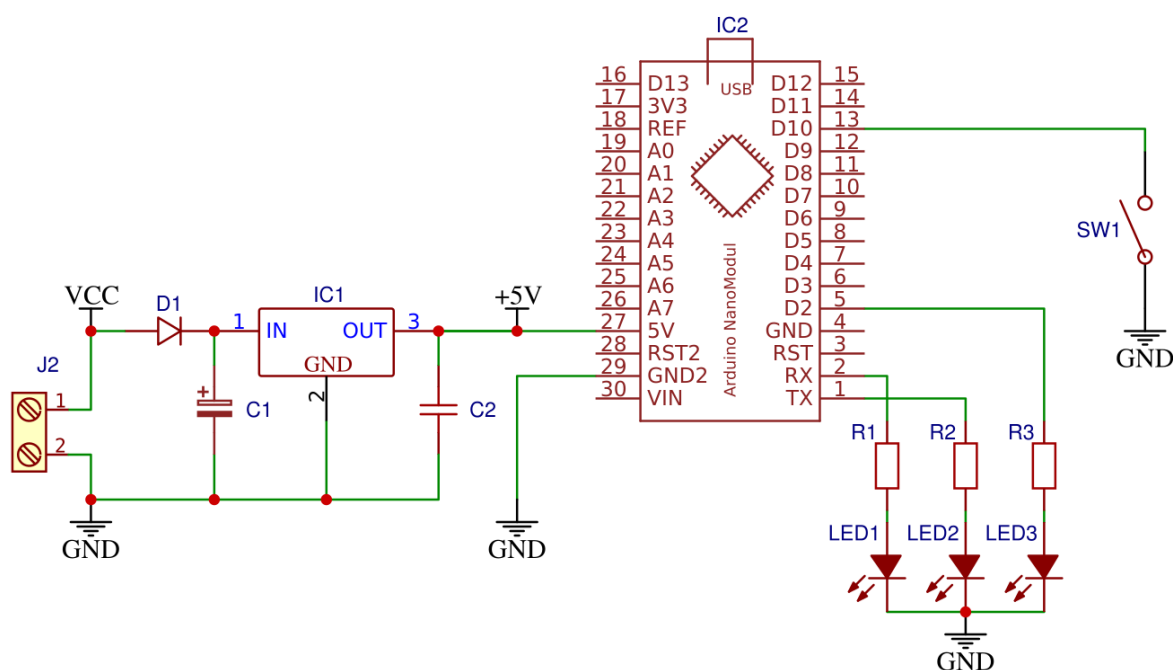 IC2
USB
16 D13 D12 15
17 3V3 D11 14
18 REF D10 13
19 A0 D9 12
20 A1 D8 11
21 A2 D7 10
22 A3 D6 9
23 A4 D5 8
24 A5 D4 7
25 A6 D3 6
26 A7 D2 5
27 5V GND 4
28 RST2 RST 3
29 GND2 RX 2
30 VIN TX 1
Arduino NanoModul
SW1
GND
VCC
D1
IC1
+5V
1 IN OUT 3
GND
2
J2
1
2
+
C1
C2
GND
GND
R1 R2 R3
LED1 LED2 LED3
GND